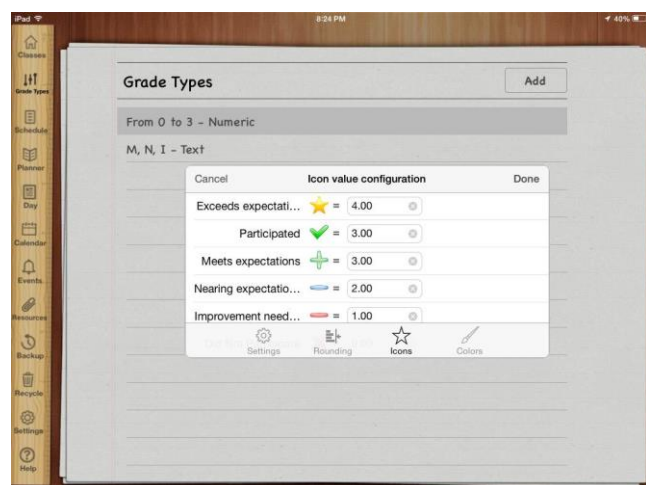 iPad 8:24 PM 40%
Classes
Grade Types
Schedule
Planner
Day
Calendar
Events
Resources
Backup
Recycle
Settings
Help
Grade Types Add
From 0 to 3 - Numeric
M, N, I - Text
Cancel Icon value configuration Done
Exceeds expectati... = 4.00
Participated = 3.00
Meets expectations = 3.00
Nearing expectatio... = 2.00
Improvement need... = 1.00
Settings Rounding Icons Colors